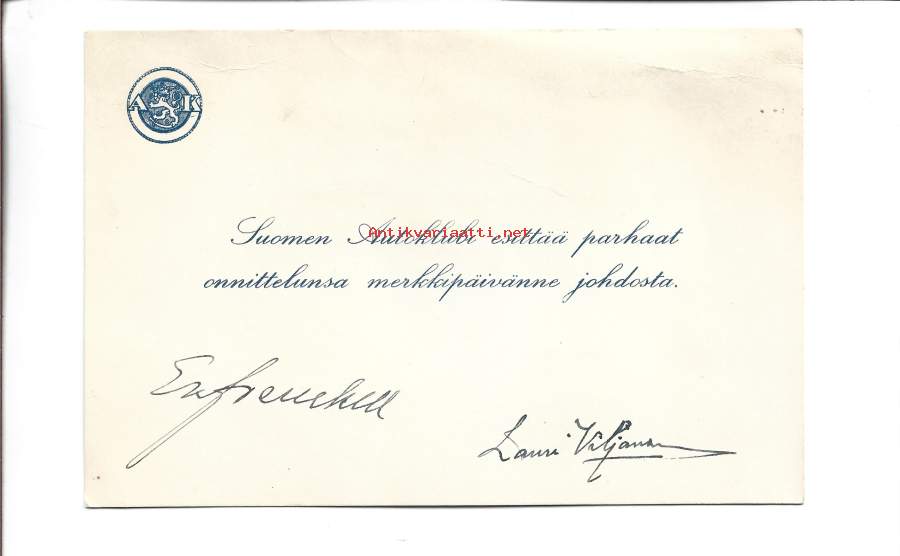 A K
Suomen Autoklubi esittää parhaat
Antikvariaatti.net
onnittelunsa merkkipäivänne johdosta.
Lauri Viljanen